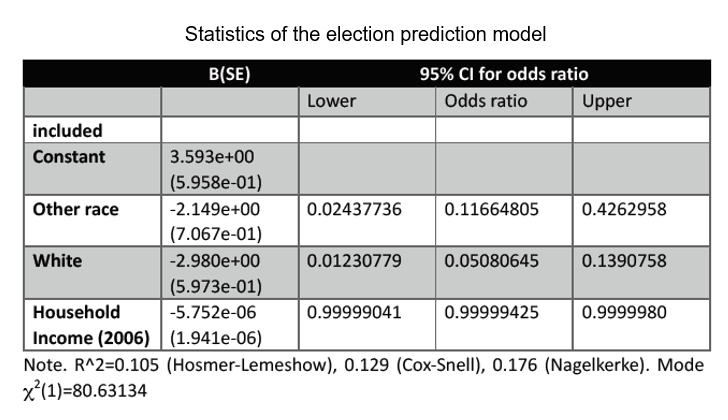 Statistics of the election prediction model
B(SE) 95% CI for odds ratio
Lower Odds ratio Upper
included
Constant 3.593e+00
(5.958e-01)
Other race -2.149e+00 0.02437736 0.11664805 0.4262958
(7.067e-01)
White -2.980e+00 0.01230779 0.05080645 0.1390758
(5.973e-01)
Household -5.752e-06 0.99999041 0.99999425 0.9999980
Income (2006) (1.941e-06)
Note. R^2=0.105 (Hosmer-Lemeshow), 0.129 (Cox-Snell), 0.176 (Nagelkerke). Mode
χ²(1)=80.63134